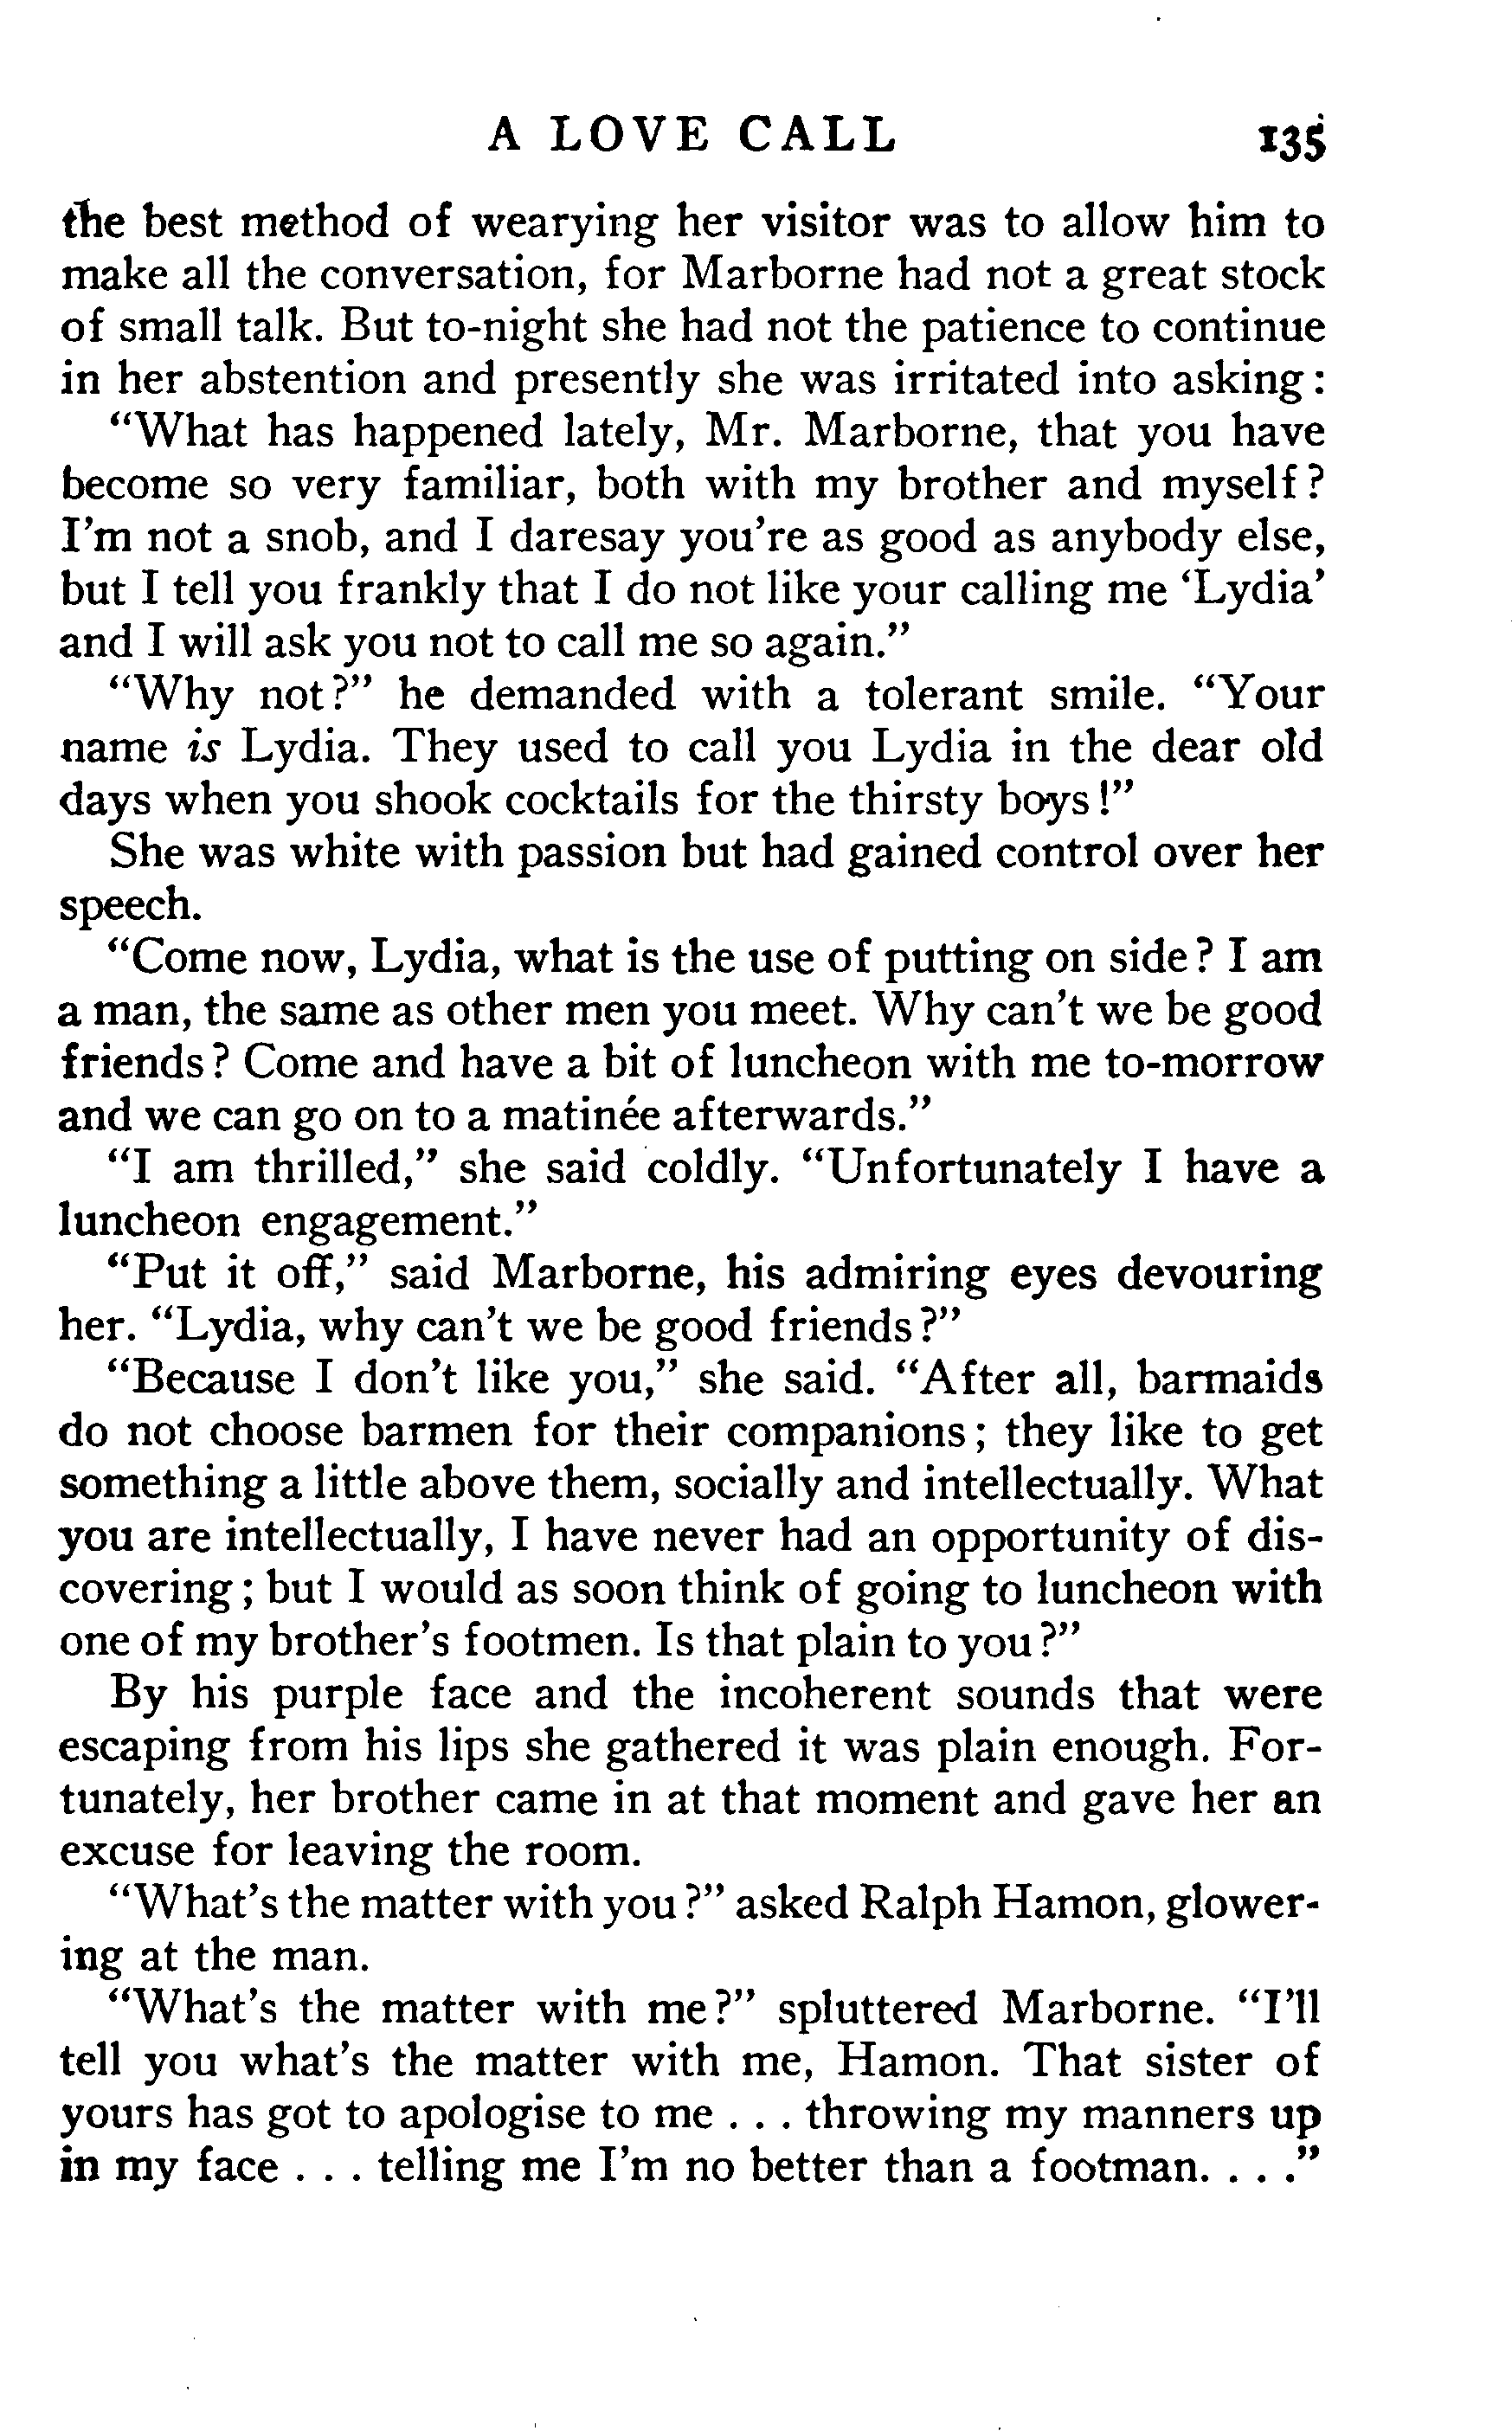 A LOVE CALL 135
the best method of wearying her visitor was to allow him to
make all the conversation, for Marborne had not a great stock
of small talk. But to-night she had not the patience to continue
in her abstention and presently she was irritated into asking:
"What has happened lately, Mr. Marborne, that you have
become so very familiar, both with my brother and myself?
I'm not a snob, and I daresay you're as good as anybody else,
but I tell you frankly that I do not like your calling me 'Lydia'
and I will ask you not to call me so again."
"Why not?" he demanded with a tolerant smile. "Your
name is Lydia. They used to call you Lydia in the dear old
days when you shook cocktails for the thirsty boys!"
She was white with passion but had gained control over her
speech.
"Come now, Lydia, what is the use of putting on side? I am
a man, the same as other men you meet. Why can't we be good
friends? Come and have a bit of luncheon with me to-morrow
and we can go on to a matinée afterwards."
"I am thrilled," she said coldly. "Unfortunately I have a
luncheon engagement."
"Put it off," said Marborne, his admiring eyes devouring
her. "Lydia, why can't we be good friends?"
"Because I don't like you," she said. "After all, barmaids
do not choose barmen for their companions; they like to get
something a little above them, socially and intellectually. What
you are intellectually, I have never had an opportunity of dis-
covering; but I would as soon think of going to luncheon with
one of my brother's footmen. Is that plain to you?"
By his purple face and the incoherent sounds that were
escaping from his lips she gathered it was plain enough. For-
tunately, her brother came in at that moment and gave her an
excuse for leaving the room.
"What's the matter with you?" asked Ralph Hamon, glower-
ing at the man.
"What's the matter with me?" spluttered Marborne. "I'll
tell you what's the matter with me, Hamon. That sister of
yours has got to apologise to me . . . throwing my manners up
in my face . . . telling me I'm no better than a footman. . . ."